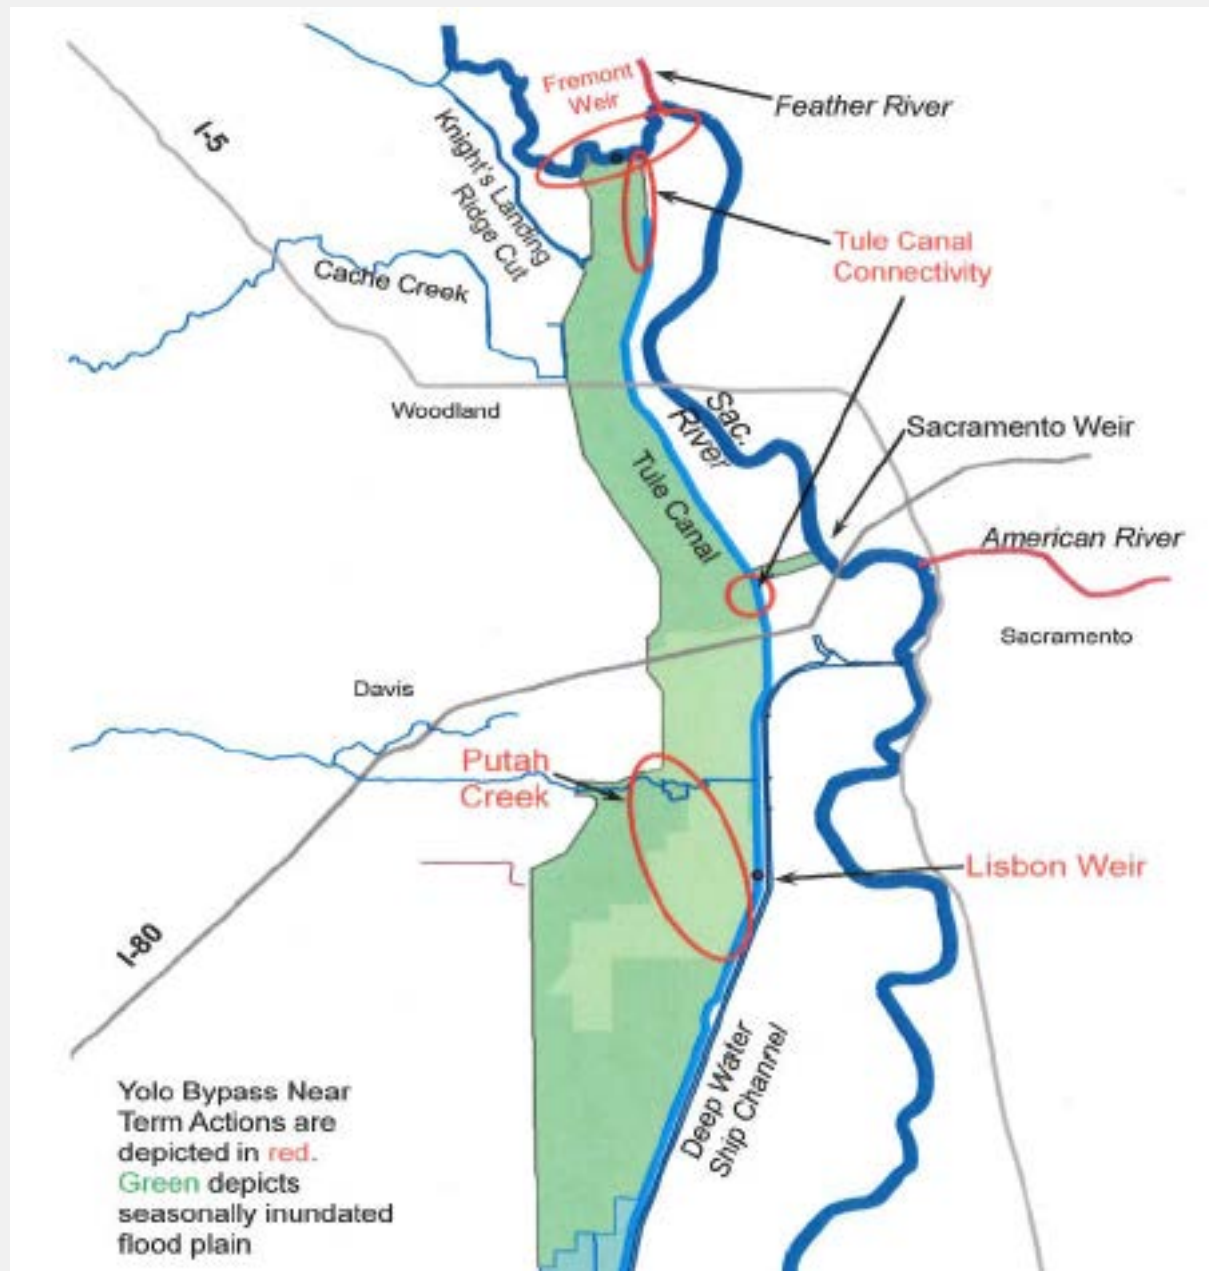 Fremont
Weir
Feather River
I-5
Knight's Landing
Ridge Cut
Tule Canal
Connectivity
Cache Creek
Woodland
Sac.
River
Sacramento Weir
Tule Canal
American River
Sacramento
Davis
Putah
Creek
Lisbon Weir
I-80
Deep Water
Ship Channel
Yolo Bypass Near
Term Actions are
depicted in red.
Green depicts
seasonally inundated
flood plain